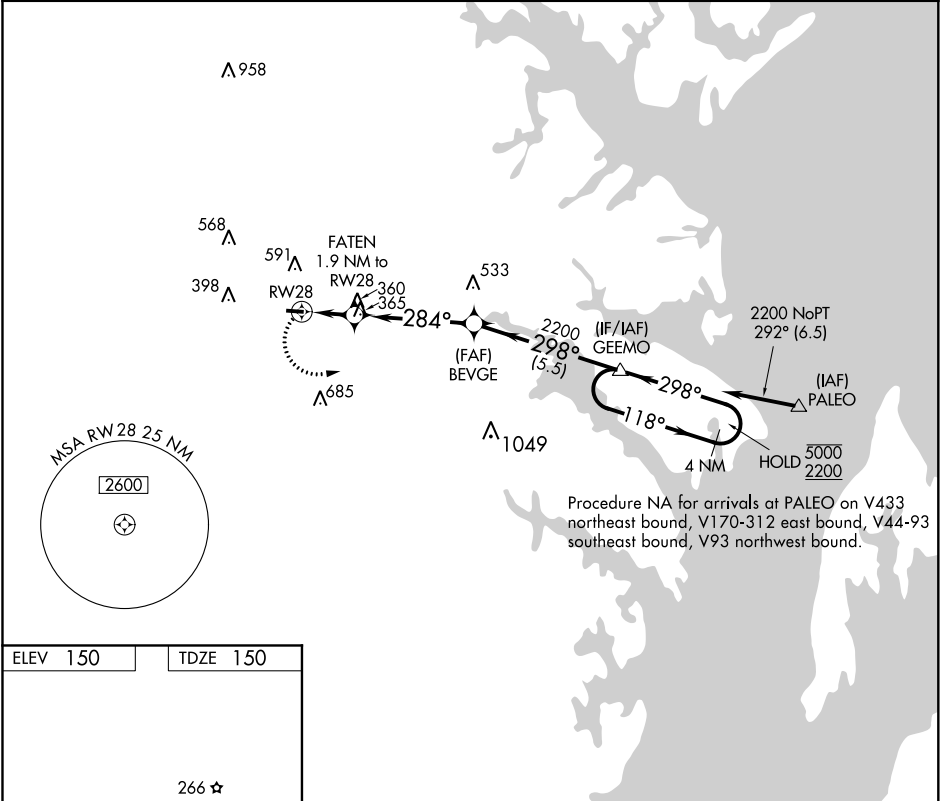 958
568
591
398
FATEN
1.9 NM to
RW28
360
365
RW28
533
284°
2200
298°
(5.5)
(IF/IAF)
GEEMO
2200 NoPT
292° (6.5)
(FAF)
BEVGE
298°
(IAF)
PALEO
685
118°
1049
4 NM
HOLD 5000
2200
MSA RW 28 25 NM
2600
Procedure NA for arrivals at PALEO on V433
northeast bound, V170-312 east bound, V44-93
southeast bound, V93 northwest bound.
ELEV 150
TDZE 150
266